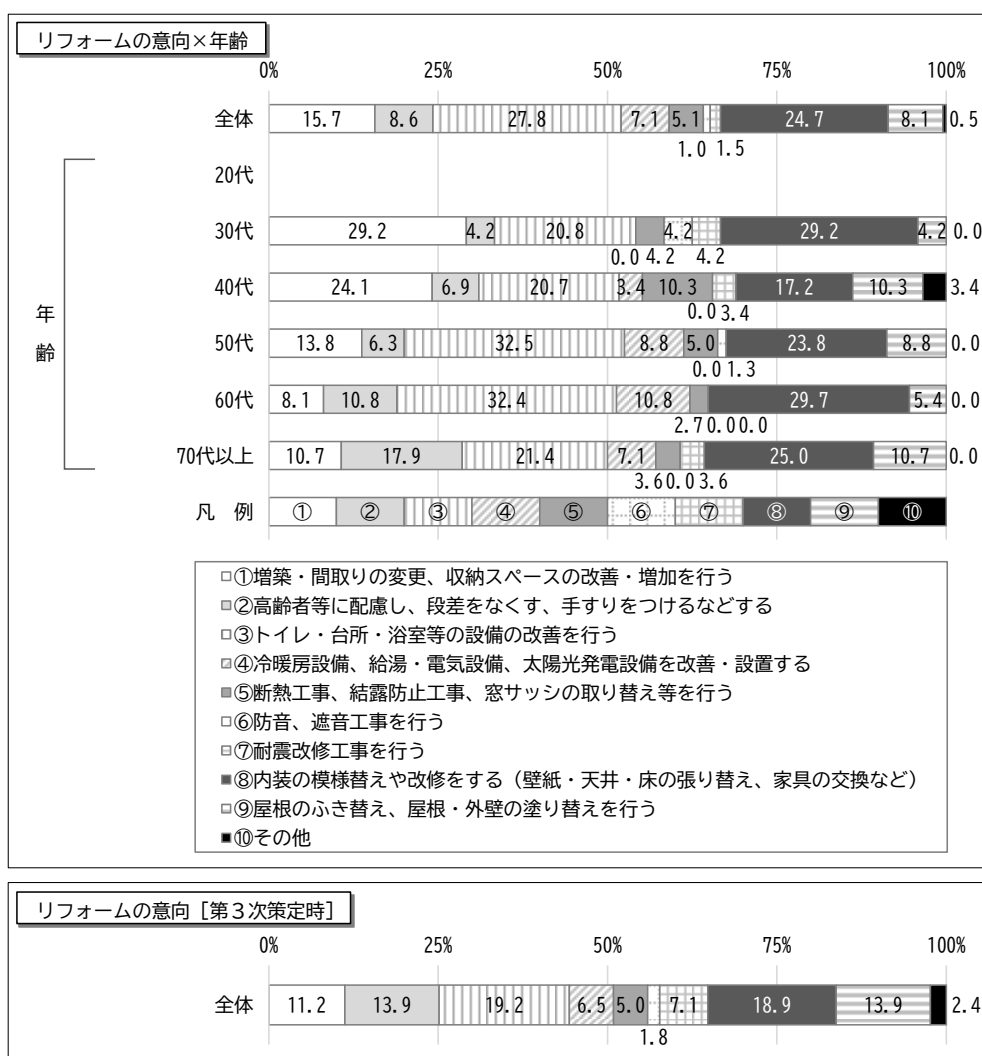 リフォームの意向×年齢
0% 25% 50% 75% 100%
全体 15.7 8.6 27.8 7.1 5.1 24.7 8.1 0.5
1.0 1.5
20代
30代 29.2 4.2 20.8 4.2 29.2 4.2 0.0
0.0 4.2 4.2
40代 24.1 6.9 20.7 3.4 10.3 17.2 10.3 3.4
0.0 3.4
年齢
50代 13.8 6.3 32.5 8.8 5.0 23.8 8.8 0.0
0.0 1.3
60代 8.1 10.8 32.4 10.8 29.7 5.4 0.0
2.7 0.0 0.0
70代以上 10.7 17.9 21.4 7.1 25.0 10.7 0.0
3.6 0.0 3.6
凡 例 ① ② ③ ④ ⑤ ⑥ ⑦ ⑧ ⑨ ⑩
①増築・間取りの変更、収納スペースの改善・増加を行う
②高齢者等に配慮し、段差をなくす、手すりをつけるなどする
③トイレ・台所・浴室等の設備の改善を行う
④冷暖房設備、給湯・電気設備、太陽光発電設備を改善・設置する
⑤断熱工事、結露防止工事、窓サッシの取り替え等を行う
⑥防音、遮音工事を行う
⑦耐震改修工事を行う
⑧内装の模様替えや改修をする（壁紙・天井・床の張り替え、家具の交換など）
⑨屋根のふき替え、屋根・外壁の塗り替えを行う
⑩その他
リフォームの意向［第３次策定時］
0% 25% 50% 75% 100%
全体 11.2 13.9 19.2 6.5 5.0 7.1 18.9 13.9 2.4
1.8